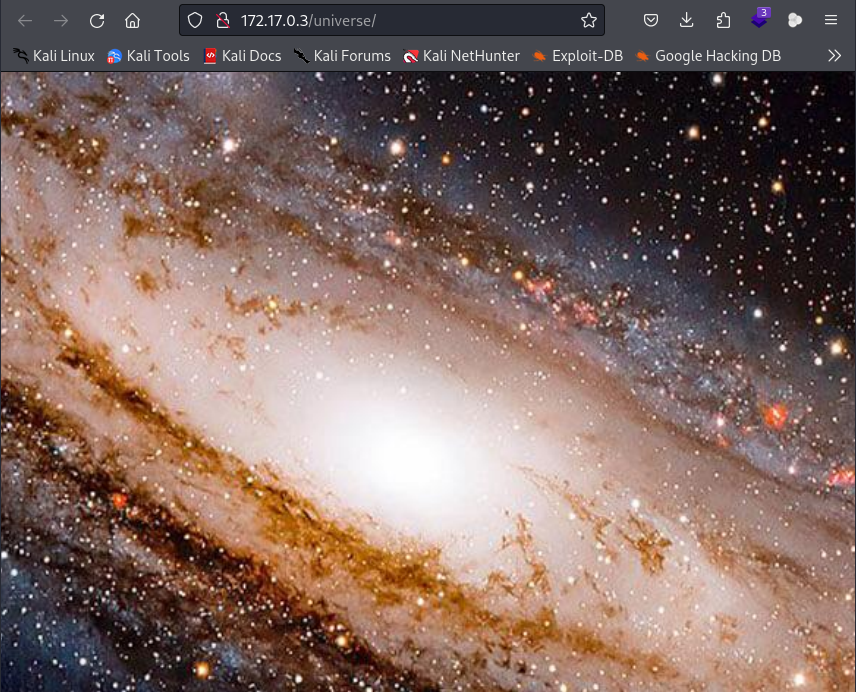 172.17.0.3/universe/
3
Kali Linux Kali Tools Kali Docs Kali Forums Kali NetHunter Exploit-DB Google Hacking DB